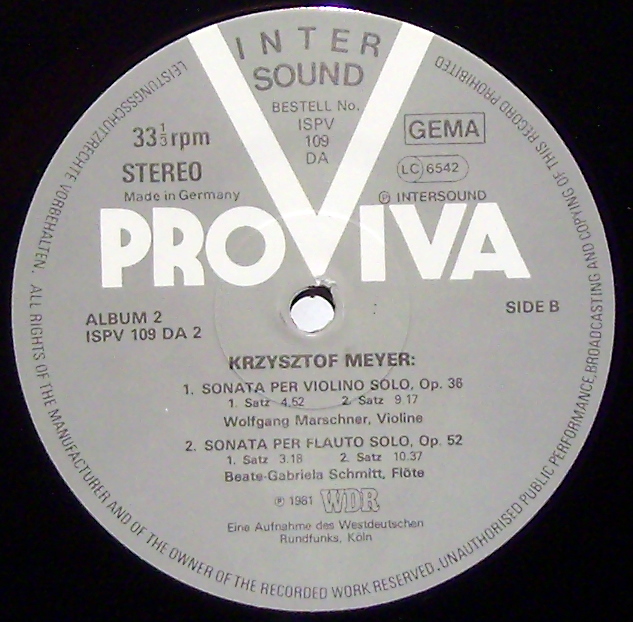 INTER
SOUND
BESTELL No.
ISPV
109
DA
33⅓rpm
STEREO
Made in Germany
GEMA
LC 6542
℗ INTERSOUND
PROVIVA
ALBUM 2
ISPV 109 DA 2
SIDE B
KRZYSZTOF MEYER:
1. SONATA PER VIOLINO SOLO, Op. 36
1. Satz 4.52 2. Satz 9 17
Wolfgang Marschner, Violine
2. SONATA PER FLAUTO SOLO, Op. 52
1. Satz 3.18 2. Satz 10.37
Beate-Gabriela Schmitt, Flöte
℗ 1981 WDR
Eine Aufnahme des Westdeutschen
Rundfunks, Köln
LEISTUNGSSCHUTZRECHTE VORBEHALTEN. ALL RIGHTS OF THE MANUFACTURER AND OF THE OWNER OF THE RECORDED WORK RESERVED. UNAUTHORISED PUBLIC PERFORMANCE, BROADCASTING AND COPYING OF THIS RECORD PROHIBITED